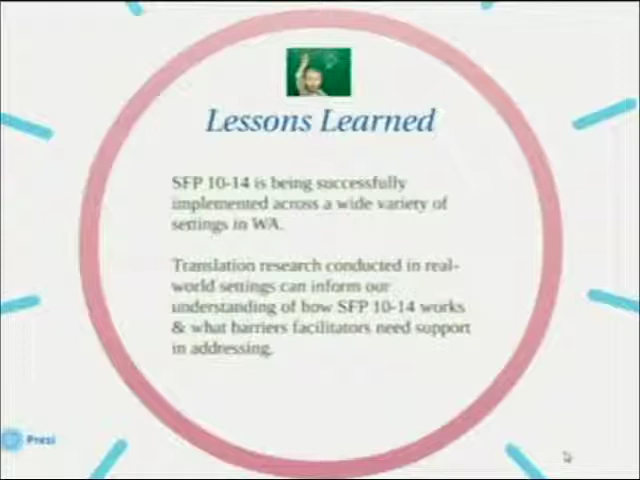 Lessons Learned
SFP 10-14 is being successfully
implemented across a wide variety of
settings in WA.
Translation research conducted in real-
world settings can inform our
understanding of how SFP 10-14 works
& what barriers facilitators need support
in addressing.
Prezi